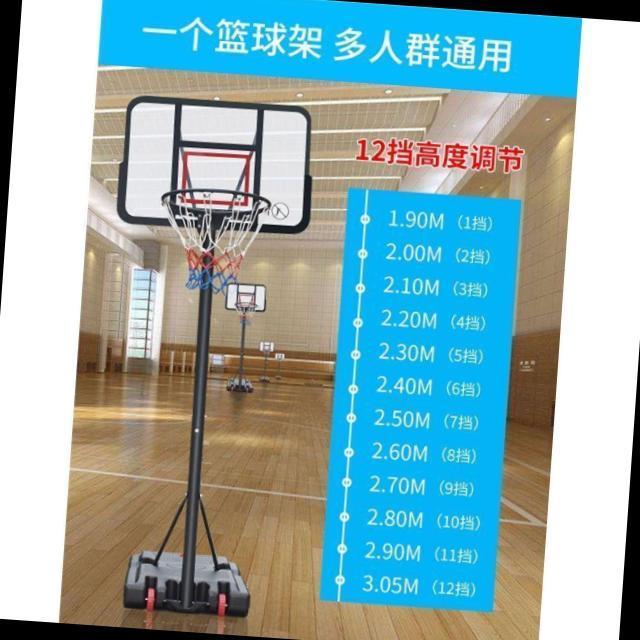 一个篮球架 多人群通用
12挡高度调节
1.90M（1挡）
2.00M（2挡）
2.10M（3挡）
2.20M（4挡）
2.30M（5挡）
2.40M（6挡）
2.50M（7挡）
2.60M（8挡）
2.70M（9挡）
2.80M（10挡）
2.90M（11挡）
3.05M（12挡）